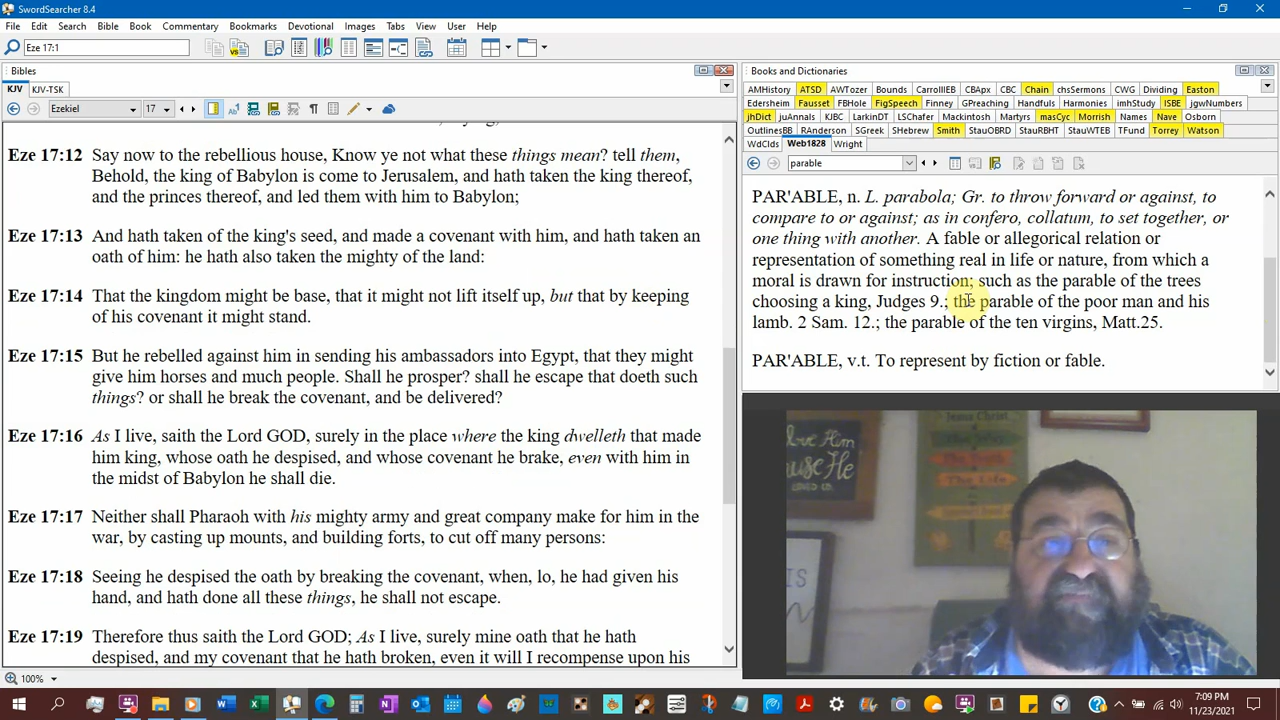 SwordSearcher 8.4
File Edit Search Bible Book Commentary Bookmarks Devotional Images Tabs View User Help
Eze 17:1
Bibles
KJV KJV-TSK
Ezekiel 17
Eze 17:12 Say now to the rebellious house, Know ye not what these things mean? tell them,
Behold, the king of Babylon is come to Jerusalem, and hath taken the king thereof,
and the princes thereof, and led them with him to Babylon;
Eze 17:13 And hath taken of the king's seed, and made a covenant with him, and hath taken an
oath of him: he hath also taken the mighty of the land:
Eze 17:14 That the kingdom might be base, that it might not lift itself up, but that by keeping
of his covenant it might stand.
Eze 17:15 But he rebelled against him in sending his ambassadors into Egypt, that they might
give him horses and much people. Shall he prosper? shall he escape that doeth such
things? or shall he break the covenant, and be delivered?
Eze 17:16 As I live, saith the Lord GOD, surely in the place where the king dwelleth that made
him king, whose oath he despised, and whose covenant he brake, even with him in
the midst of Babylon he shall die.
Eze 17:17 Neither shall Pharaoh with his mighty army and great company make for him in the
war, by casting up mounts, and building forts, to cut off many persons:
Eze 17:18 Seeing he despised the oath by breaking the covenant, when, lo, he had given his
hand, and hath done all these things, he shall not escape.
Eze 17:19 Therefore thus saith the Lord GOD; As I live, surely mine oath that he hath
despised, and my covenant that he hath broken, even it will I recompense upon his
100%
Books and Dictionaries
AMHistory ATSD AWTozer Bounds CarrollEB CBApx CBC Chain chsSermons CWG Dividing Easton
Edersheim Fausset FBHole FigSpeech Finney GPreaching Handfuls Harmonies imhStudy ISBE jgwNumbers
jhDict juAnnals KJBC LarkinDT LChafer Mackintosh Martyrs masCyc Morrish Names Nave Osborn
OutlinesBB RAnderson SGreek SHebrew Smith StauOBRD StauRBHT StauWTEB TFund Torrey Watson
WdClds Web1828 Wright
parable
PAR'ABLE, n. L. parabola; Gr. to throw forward or against, to
compare to or against; as in confero, collatum, to set together, or
one thing with another. A fable or allegorical relation or
representation of something real in life or nature, from which a
moral is drawn for instruction; such as the parable of the trees
choosing a king, Judges 9.; the parable of the poor man and his
lamb. 2 Sam. 12.; the parable of the ten virgins, Matt.25.
PAR'ABLE, v.t. To represent by fiction or fable.
Jesus Christ
The Truth
The Life
7:09 PM
11/23/2021